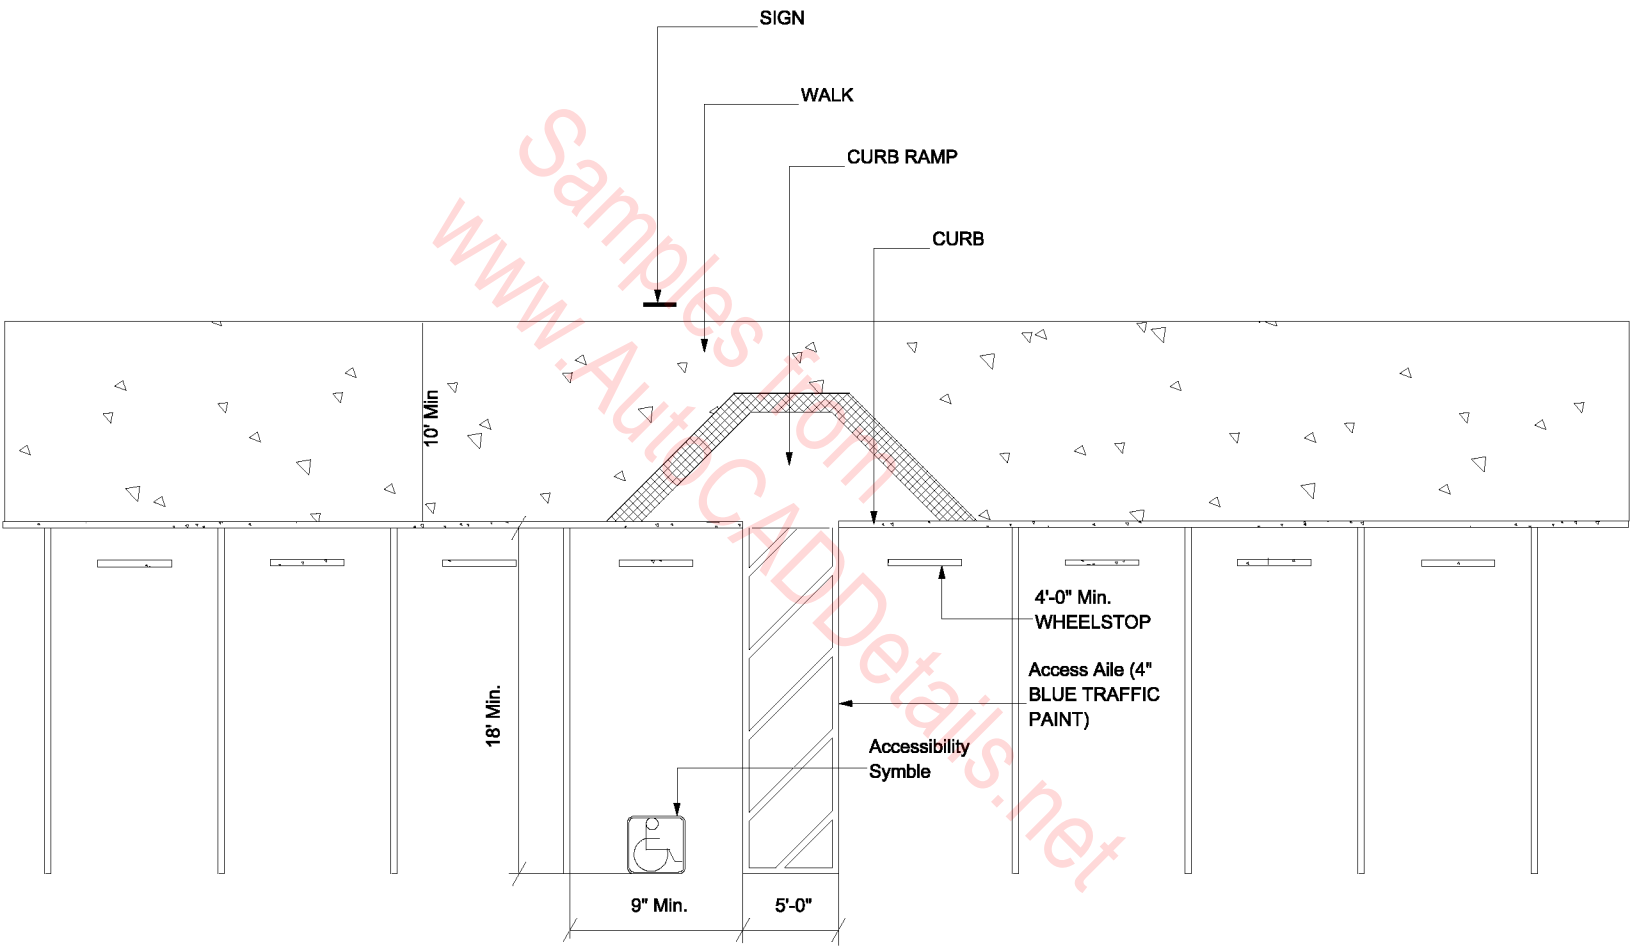 SIGN
WALK
CURB RAMP
CURB
10' Min
4'-0" Min.
WHEELSTOP
Access Aile (4"
BLUE TRAFFIC
PAINT)
18' Min.
Accessibility
Symble
9" Min.
5'-0"
Samples from
www.AutoCADDetails.net